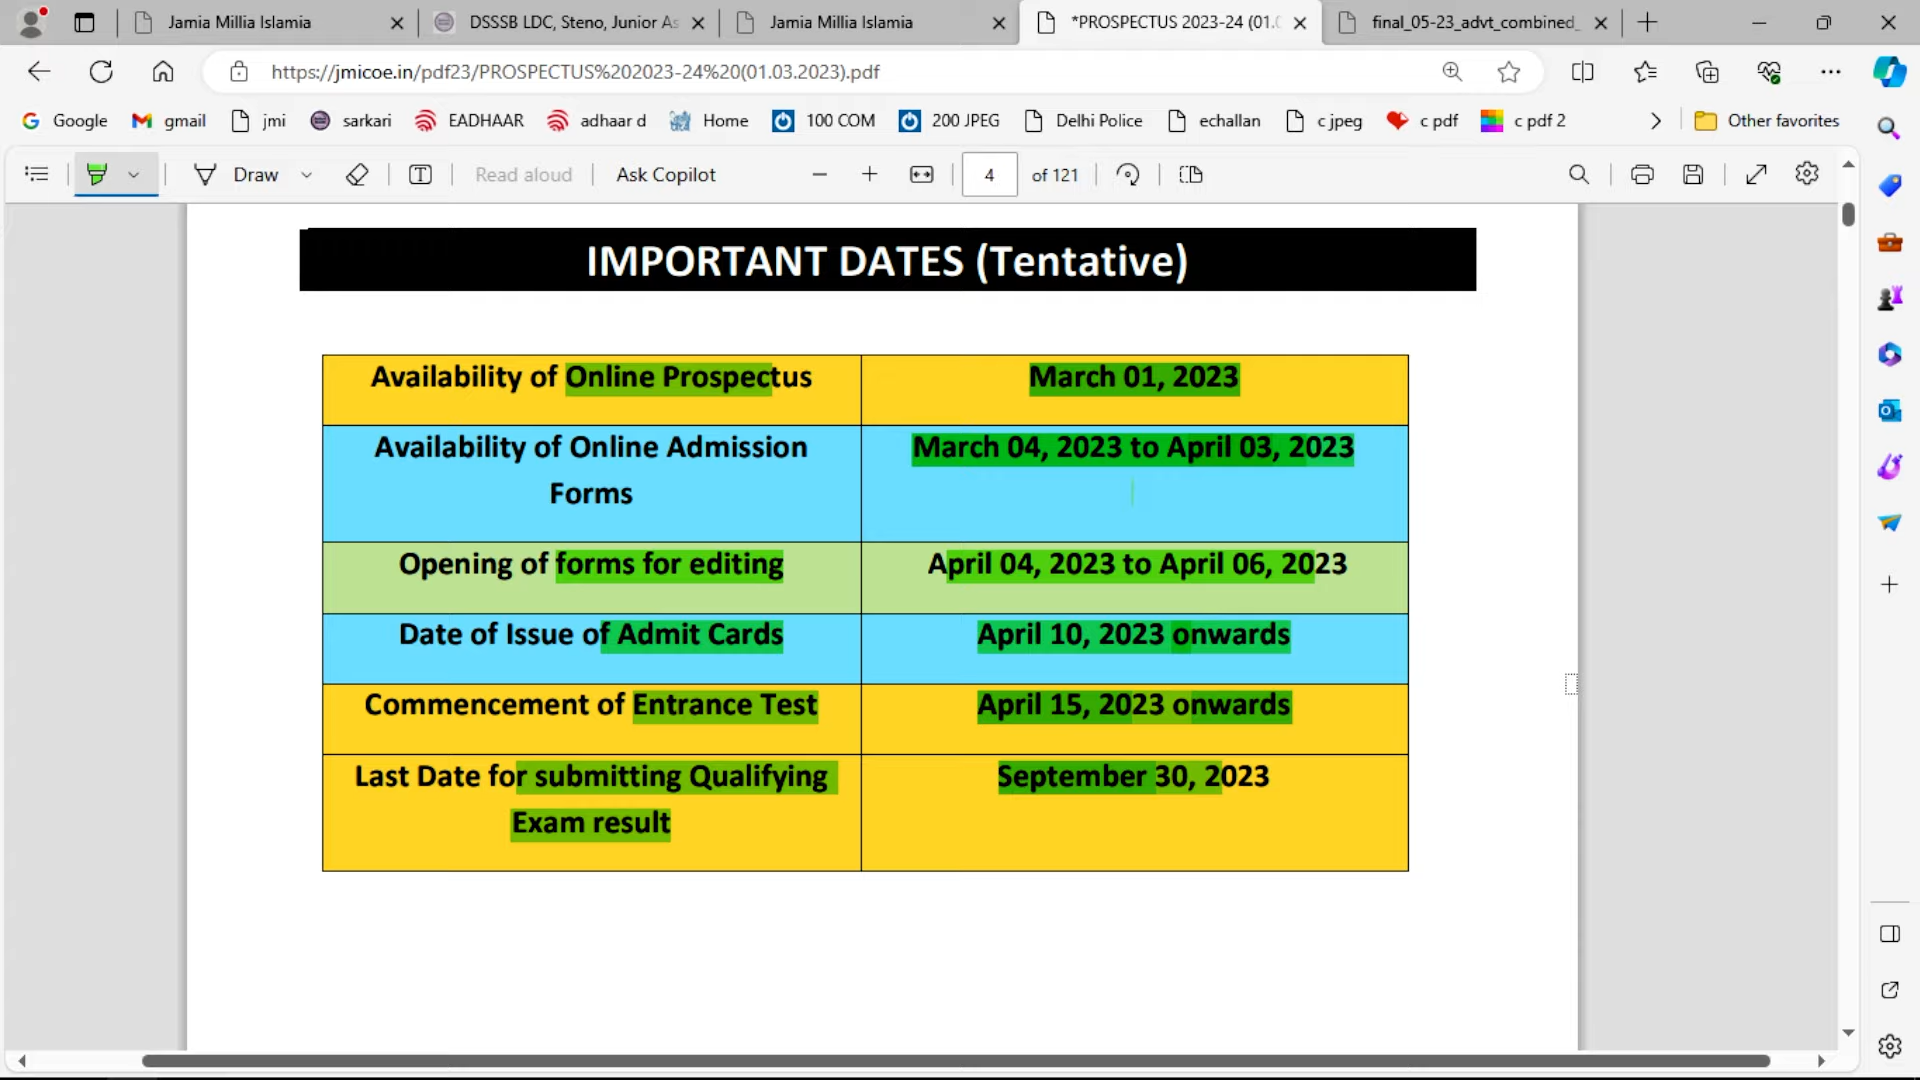 Jamia Millia Islamia
DSSSB LDC, Steno, Junior As
Jamia Millia Islamia
*PROSPECTUS 2023-24 (01.0
final_05-23_advt_combined_
https://jmicoe.in/pdf23/PROSPECTUS%202023-24%20(01.03.2023).pdf
Google
gmail
jmi
sarkari
EADHAAR
adhaar d
Home
100 COM
200 JPEG
Delhi Police
echallan
c jpeg
c pdf
c pdf 2
Other favorites
Draw
Read aloud
Ask Copilot
4
of 121
IMPORTANT DATES (Tentative)
Availability of Online Prospectus
March 01, 2023
Availability of Online Admission
Forms
March 04, 2023 to April 03, 2023
Opening of forms for editing
April 04, 2023 to April 06, 2023
Date of Issue of Admit Cards
April 10, 2023 onwards
Commencement of Entrance Test
April 15, 2023 onwards
Last Date for submitting Qualifying
Exam result
September 30, 2023